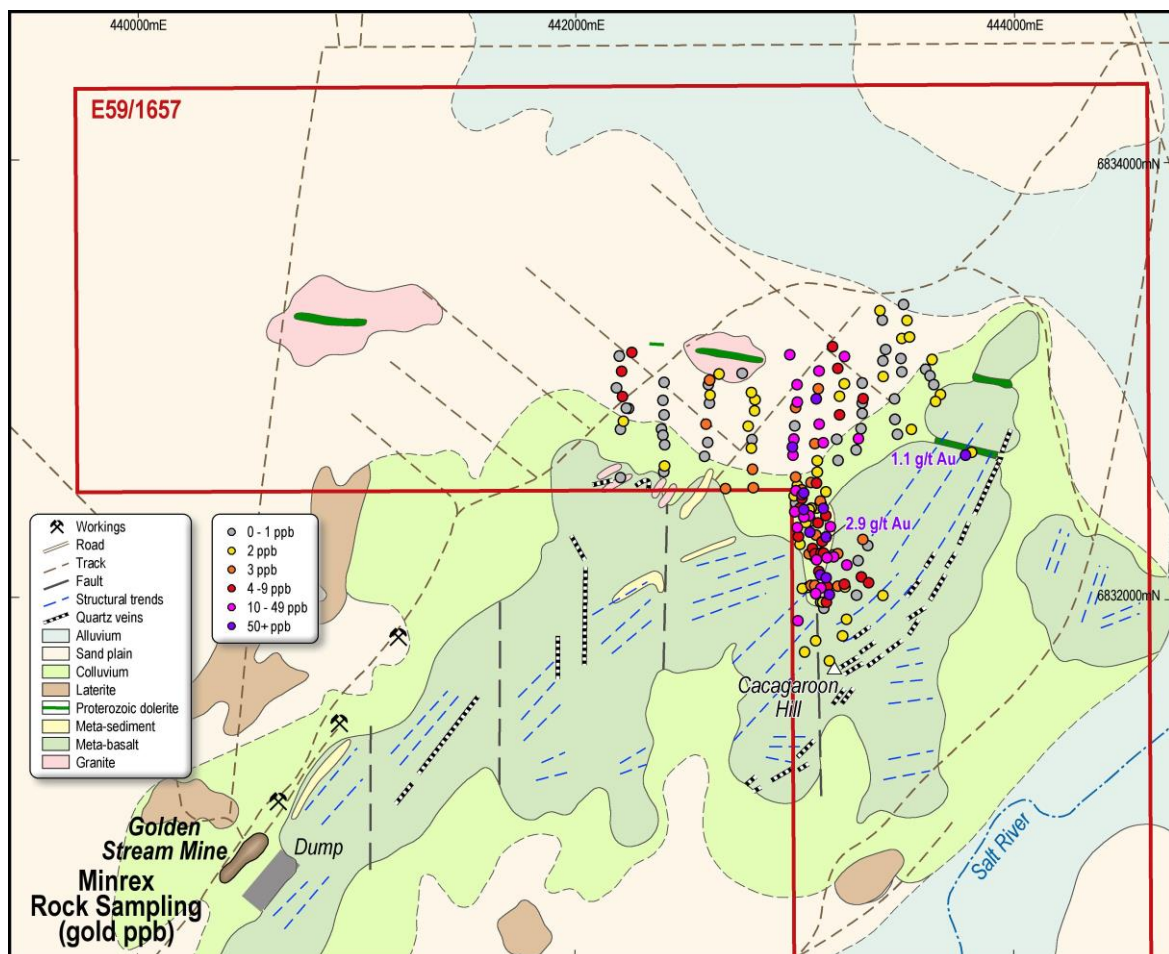 440000mE
442000mE
444000mE
E59/1657
6834000mN
1.1 g/t Au
2.9 g/t Au
Workings
Road
Track
Fault
Structural trends
Quartz veins
Alluvium
Sand plain
Colluvium
Laterite
Proterozoic dolerite
Meta-sediment
Meta-basalt
Granite
0 - 1 ppb
2 ppb
3 ppb
4 -9 ppb
10 - 49 ppb
50+ ppb
6832000mN
Cacagaroon
Hill
Golden
Stream Mine
Dump
Salt River
Minrex
Rock Sampling
(gold ppb)